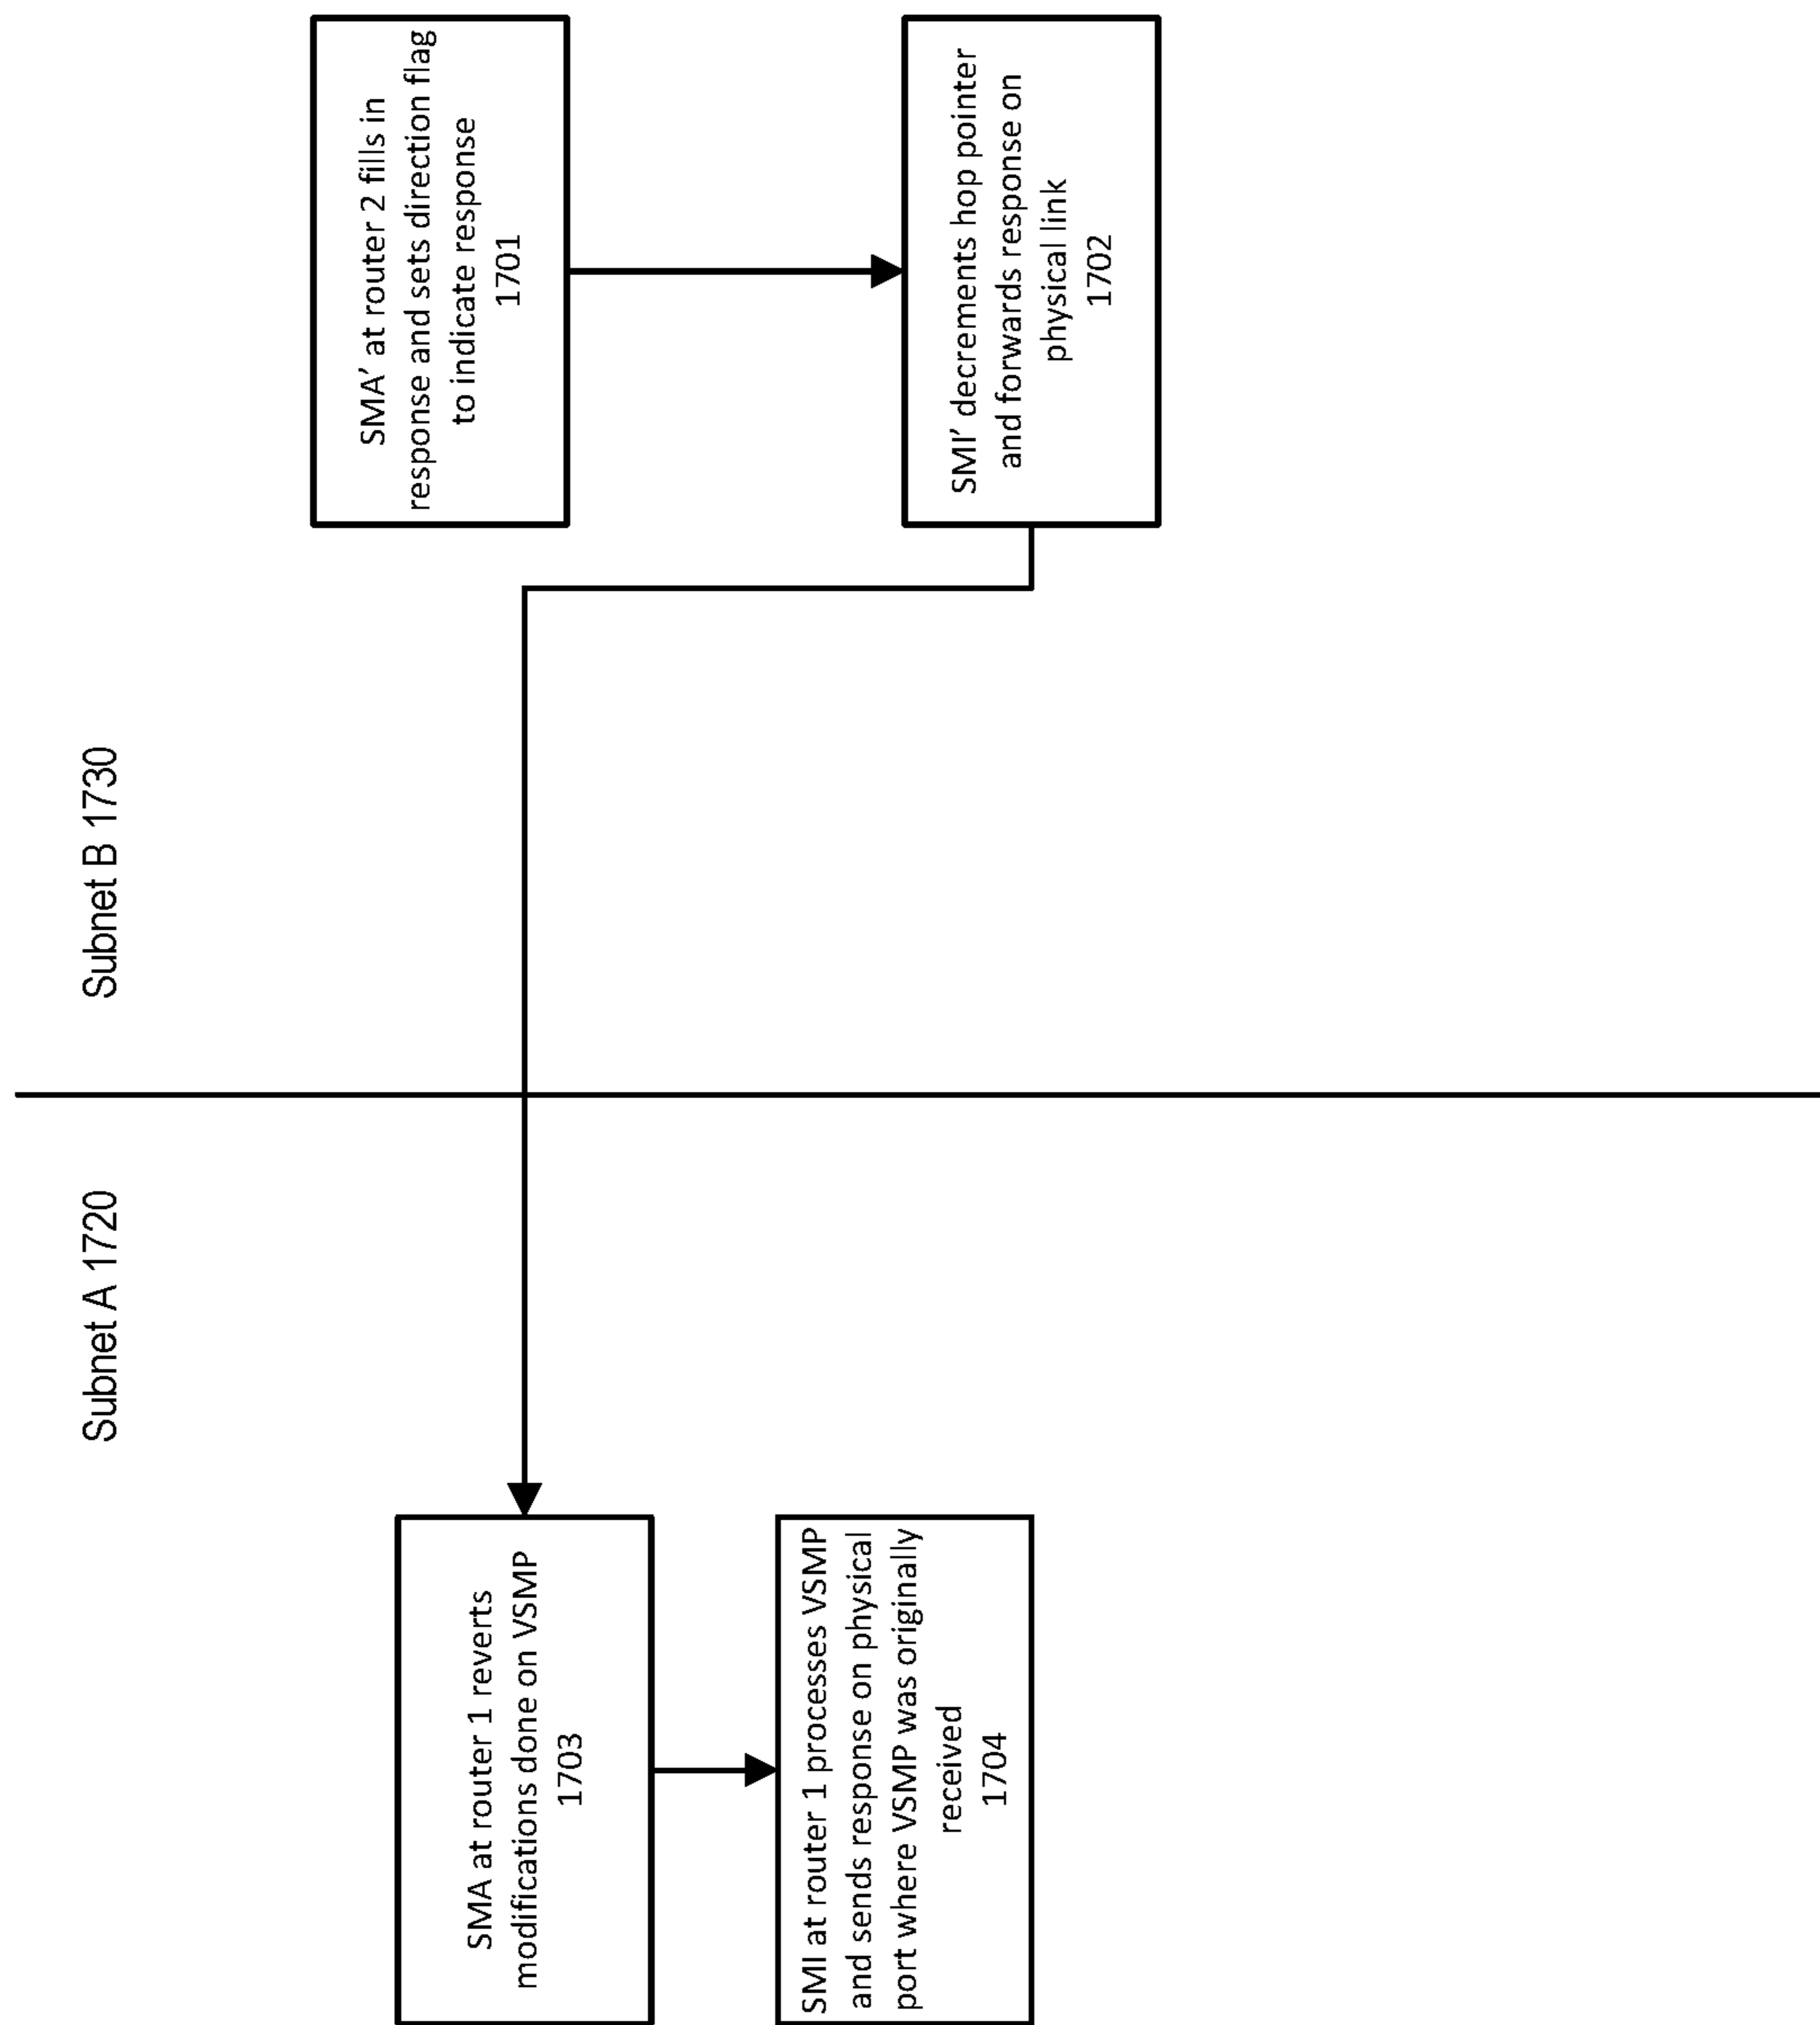 Subnet A 1720
Subnet B 1730
SMA' at router 2 fills in
response and sets direction flag
to indicate response
1701
SMI' decrements hop pointer
and forwards response on
physical link
1702
SMA at router 1 reverts
modifications done on VSMP
1703
SMI at router 1 processes VSMP
and sends response on physical
port where VSMP was originally
received
1704